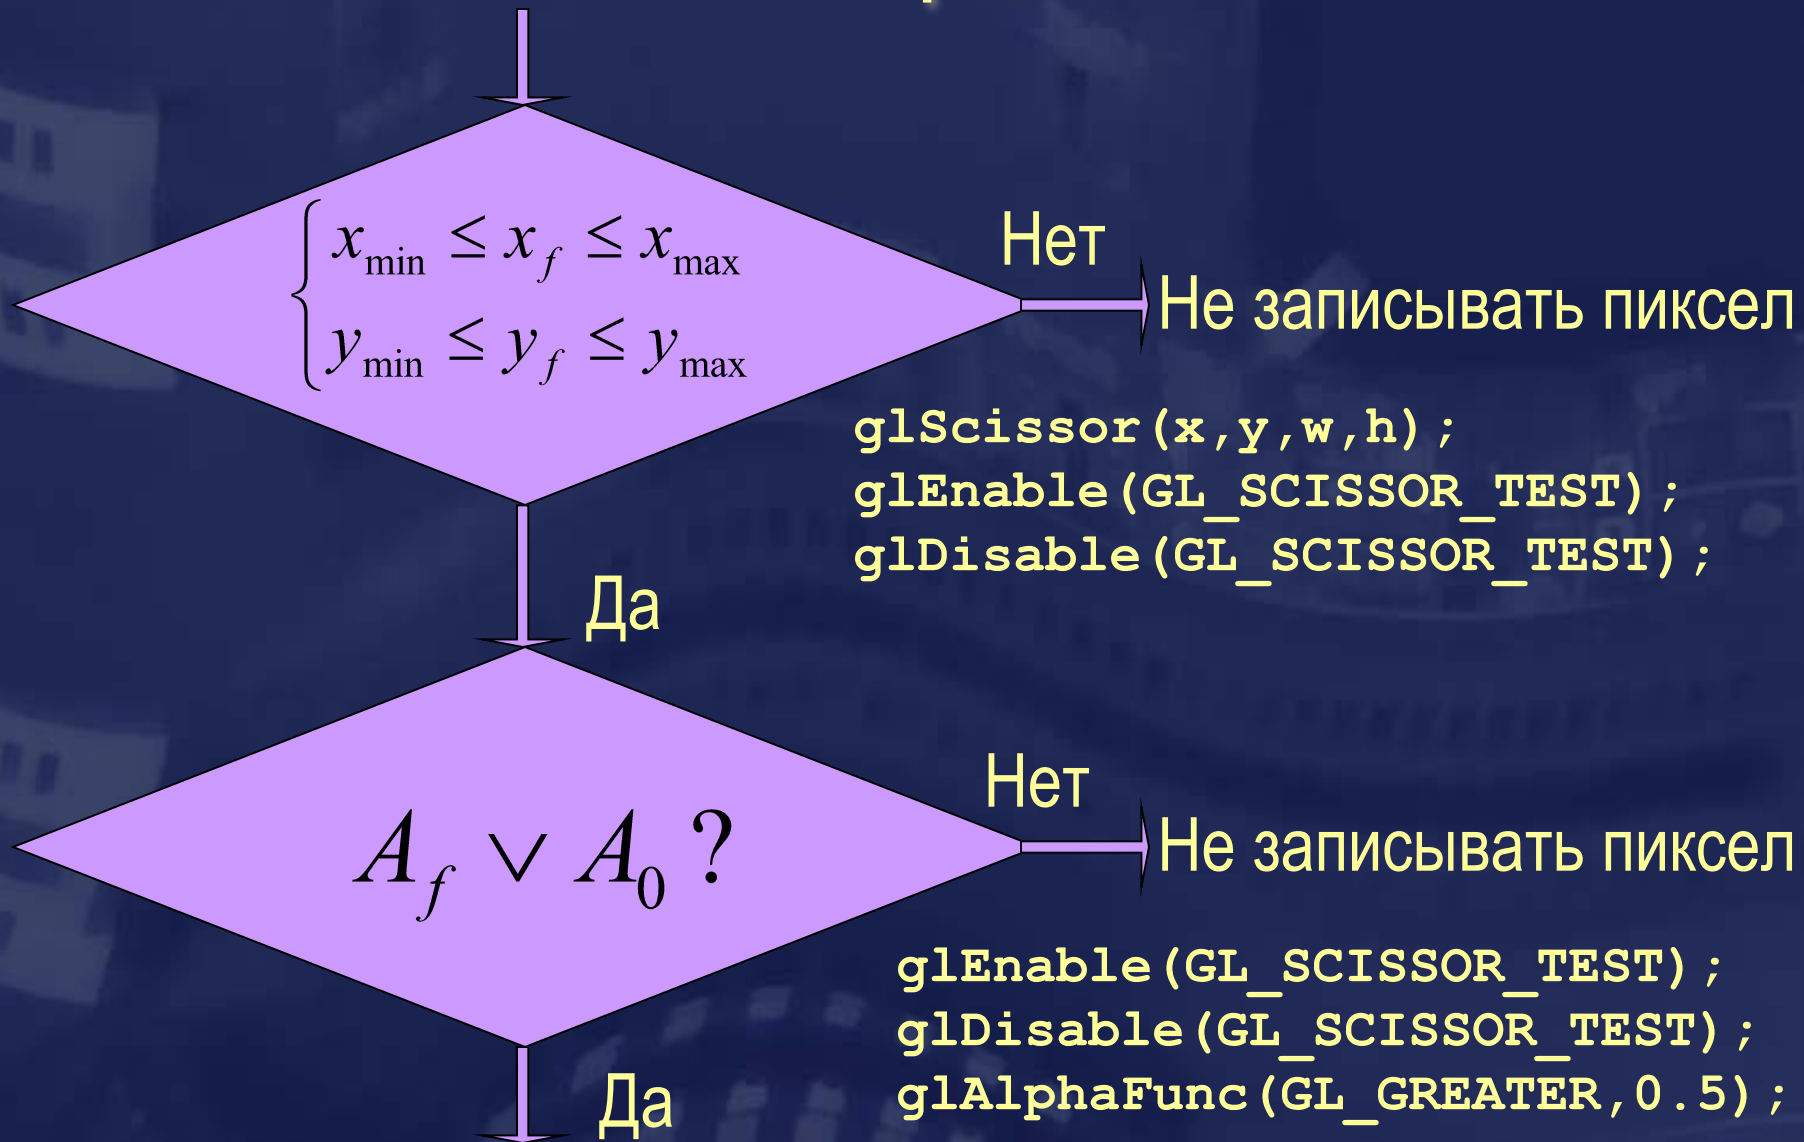 x_min ≤ x_f ≤ x_max
y_min ≤ y_f ≤ y_max
Нет
Не записывать пиксел
glScissor(x,y,w,h);
glEnable(GL_SCISSOR_TEST);
glDisable(GL_SCISSOR_TEST);
Да
A_f ∨ A_0 ?
Нет
Не записывать пиксел
glEnable(GL_SCISSOR_TEST);
glDisable(GL_SCISSOR_TEST);
glAlphaFunc(GL_GREATER,0.5);
Да